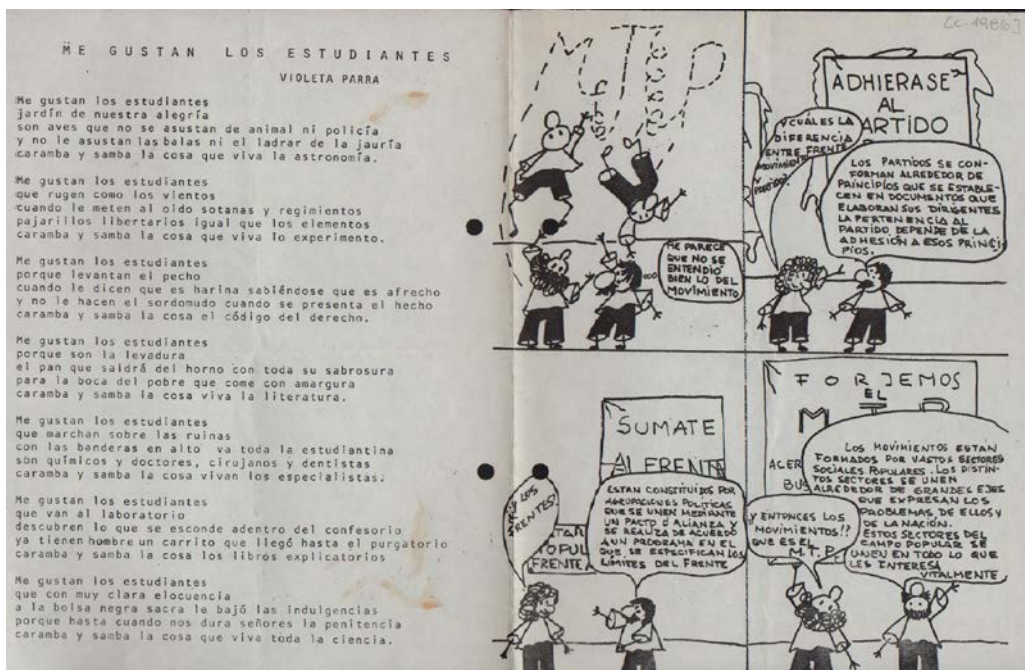 ME GUSTAN LOS ESTUDIANTES
VIOLETA PARRA
Me gustan los estudiantes
jardín de nuestra alegría
son aves que no se asustan de animal ni policía
y no le asustan las balas ni el ladrar de la jauría
caramba y samba la cosa que viva la astronomía.
Me gustan los estudiantes
que rugen como los vientos
cuando le meten al oído sotanas y regimientos
pajarillos libertarios igual que los elementos
caramba y samba la cosa que viva lo experimento.
Me gustan los estudiantes
porque levantan el pecho
cuando le dicen que es harina sabiéndose que es afrecho
y no le hacen el sordomudo cuando se presenta el hecho
caramba y samba la cosa el código del derecho.
Me gustan los estudiantes
porque son la levadura
el pan que saldrá del horno con toda su sabrosura
para la boca del pobre que come con amargura
caramba y samba la cosa viva la literatura.
Me gustan los estudiantes
que marchan sobre las ruinas
con las banderas en alto va toda la estudiantina
son químicos y doctores, cirujanos y dentistas
caramba y samba la cosa vivan los especialistas.
Me gustan los estudiantes
que van al laboratorio
descubren lo que se esconde adentro del confesorio
ya tienen hombre un carrito que llegó hasta el purgatorio
caramba y samba la cosa los libros explicatorios
Me gustan los estudiantes
que con muy clara elocuencia
a la bolsa negra sacra le bajó las indulgencias
porque hasta cuando nos dura señores la penitencia
caramba y samba la cosa que viva toda la ciencia.
MTP
ME PARECE
QUE NO SE
ENTENDIÓ
BIEN LO DEL
MOVIMIENTO
ADHIERASE
AL
PARTIDO
¿Y CUÁL ES LA
DIFERENCIA
ENTRE FRENTE
MOVIMIENTO
Y
PARTIDO?
LOS PARTIDOS SE CON-
FORMAN ALREDEDOR DE
PRINCIPIOS QUE SE ESTABLE-
CEN EN DOCUMENTOS QUE
ELABORAN SUS DIRIGENTES
LA PERTENENCIA AL
PARTIDO DEPENDE DE LA
ADHESIÓN A ESOS PRINCI-
PIOS.
SUMATE
AL FRENTE
LOS
FRENTES?
FRENTE
ESTAN CONSTITUIDOS POR
AGRUPACIONES POLÍTICAS
QUE SE UNEN MEDIANTE
UN PACTO O ALIANZA Y
SE REALIZA DE ACUERDO
A UN PROGRAMA EN EL
QUE SE ESPECIFICAN LOS
LÍMITES DEL FRENTE
FORJEMOS
EL
MTP
¿Y ENTONCES LOS
MOVIMIENTOS!?
QUE ES EL
M.T.P.
LOS MOVIMIENTOS ESTAN
FORMADOS POR VASTOS SECTORES
SOCIALES POPULARES. LOS DISTIN-
TOS SECTORES SE UNEN
ALREDEDOR DE GRANDES EJES
QUE EXPRESAN LOS
PROBLEMAS DE ELLOS Y
DE LA NACIÓN.
ESTOS SECTORES DEL
CAMPO POPULAR SE
UNEN EN TODO LO QUE
LES INTERESA
VITALMENTE